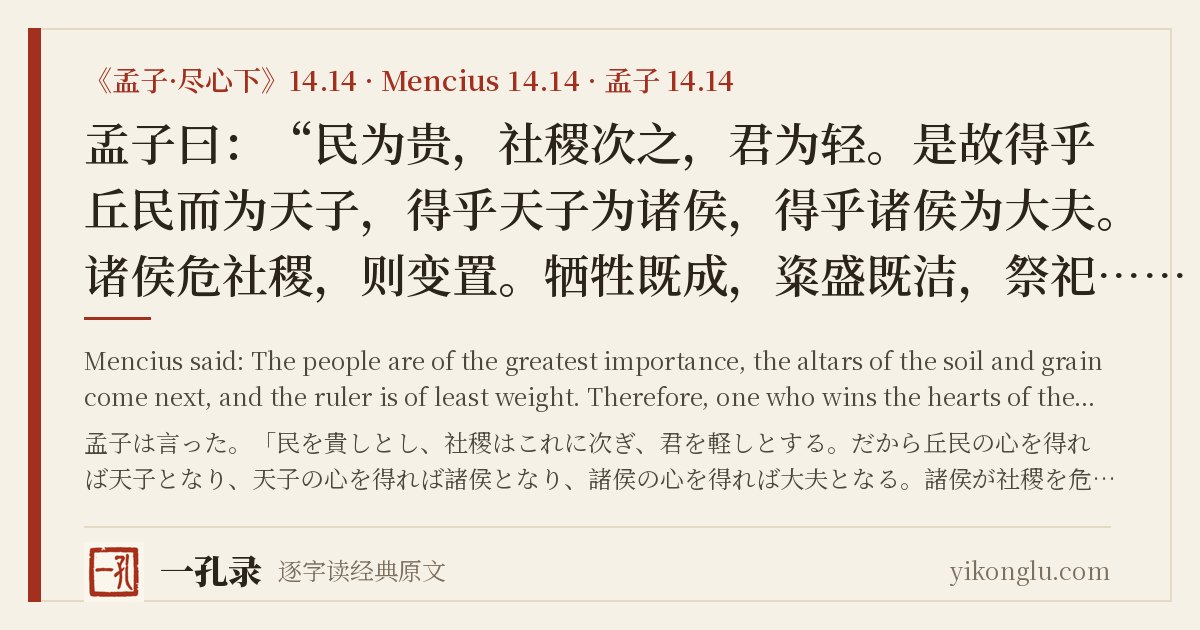 《孟子·尽心下》14.14 · Mencius 14.14 · 孟子 14.14
孟子曰：“民为贵，社稷次之，君为轻。是故得乎
丘民而为天子，得乎天子为诸侯，得乎诸侯为大夫。
诸侯危社稷，则变置。牺牲既成，粢盛既洁，祭祀……
Mencius said: The people are of the greatest importance, the altars of the soil and grain
come next, and the ruler is of least weight. Therefore, one who wins the hearts of the...
孟子は言った。「民を貴しとし、社稷はこれに次ぎ、君を軽しとする。だから丘民の心を得れ
ば天子となり、天子の心を得れば諸侯となり、諸侯の心を得れば大夫となる。諸侯が社稷を危…
一孔
一孔录 逐字读经典原文
yikonglu.com